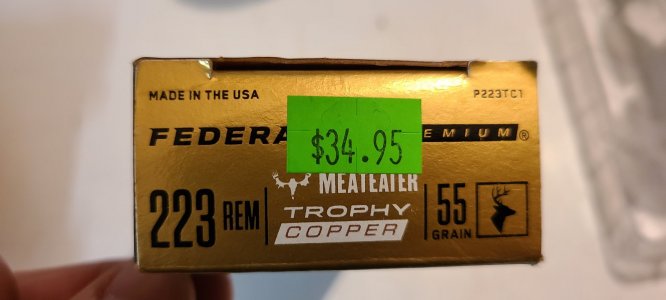 MADE IN THE USA
P223TC1
FEDERA
EMIUM®
$34.95
MEATEATER
223 REM
TROPHY
COPPER
55
GRAIN